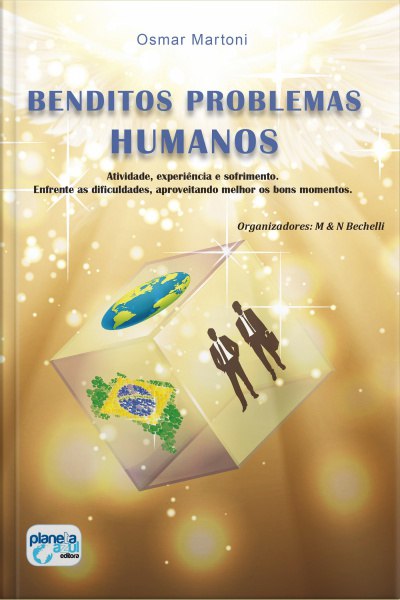 Osmar Martoni
BENDITOS PROBLEMAS
HUMANOS
Atividade, experiência e sofrimento.
Enfrente as dificuldades, aproveitando melhor os bons momentos.
Organizadores: M & N Bechelli
planeta
azul
editora